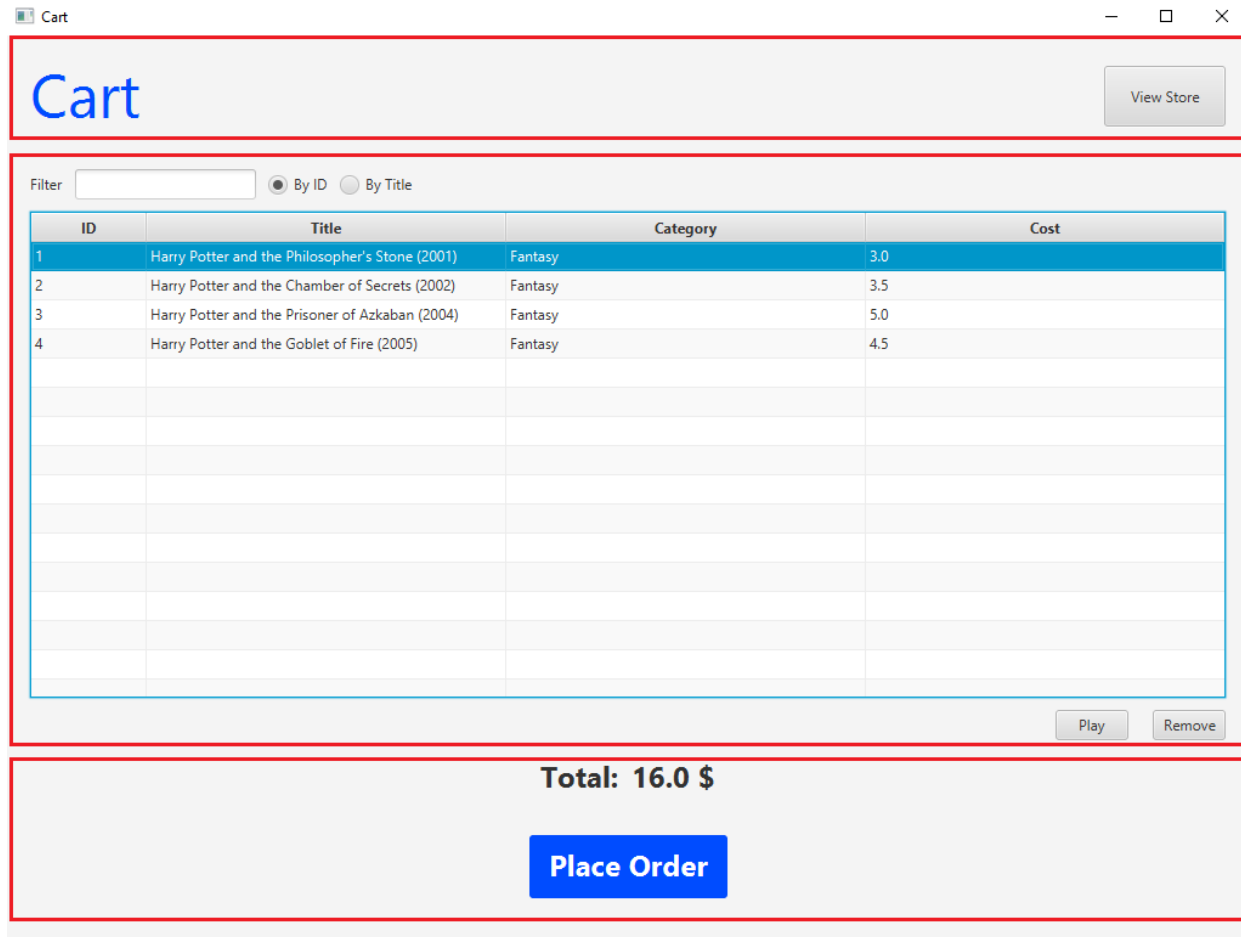 Cart
Cart
View Store
Filter By ID By Title
ID Title Category Cost
1 Harry Potter and the Philosopher's Stone (2001) Fantasy 3.0
2 Harry Potter and the Chamber of Secrets (2002) Fantasy 3.5
3 Harry Potter and the Prisoner of Azkaban (2004) Fantasy 5.0
4 Harry Potter and the Goblet of Fire (2005) Fantasy 4.5
Play Remove
Total: 16.0 $
Place Order